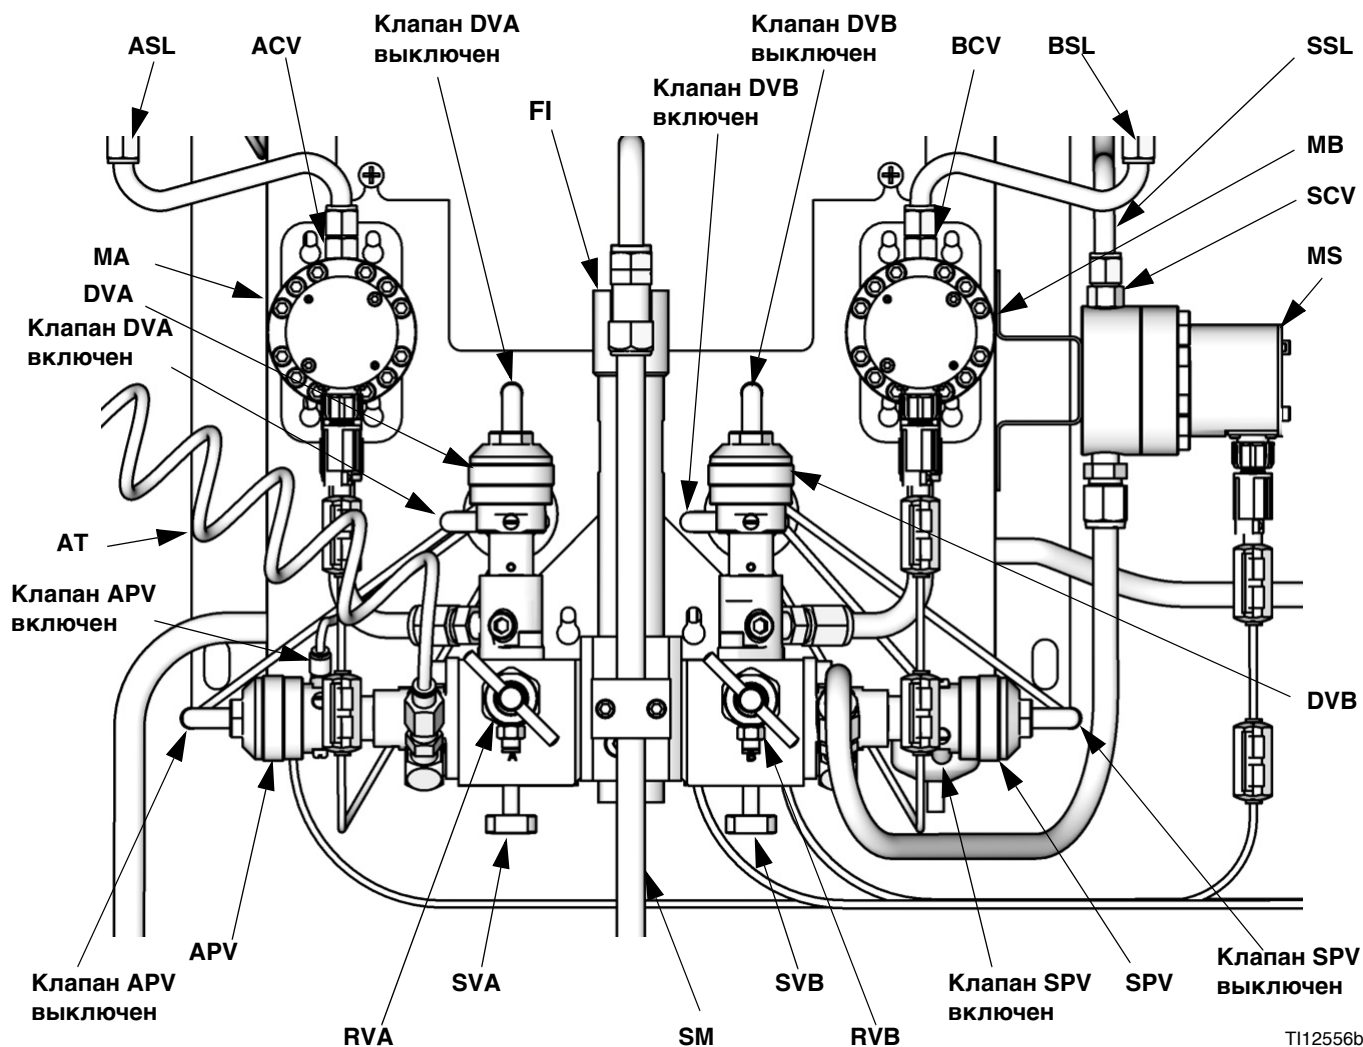 Клапан DVA
выключен
Клапан DVB
выключен
ASL
ACV
BCV
BSL
SSL
Клапан DVB
включен
FI
MB
SCV
MA
MS
DVA
Клапан DVA
включен
AT
Клапан APV
включен
DVB
APV
Клапан APV
выключен
SVA
SVB
Клапан SPV
включен
SPV
Клапан SPV
выключен
RVA
SM
RVB
TI12556b